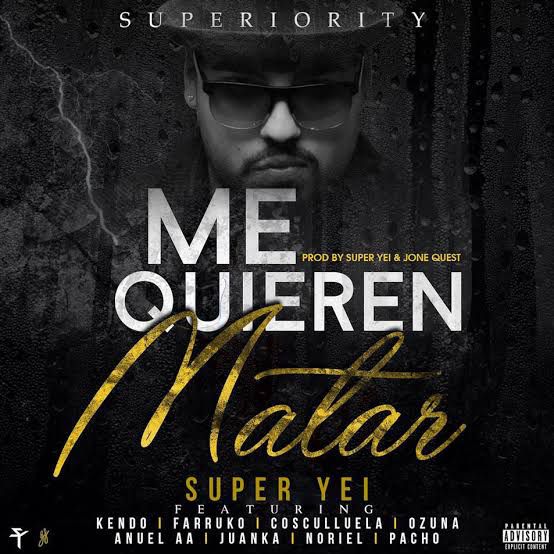 SUPERIORITY
ME
PROD BY SUPER YEI & JONE QUEST
QUIEREN
Matar
SUPER YEI
FEATURING
KENDO | FARRUKO | COSCULLUELA | OZUNA
ANUEL AA | JUANKA | NORIEL | PACHO
PARENTAL
ADVISORY
EXPLICIT CONTENT